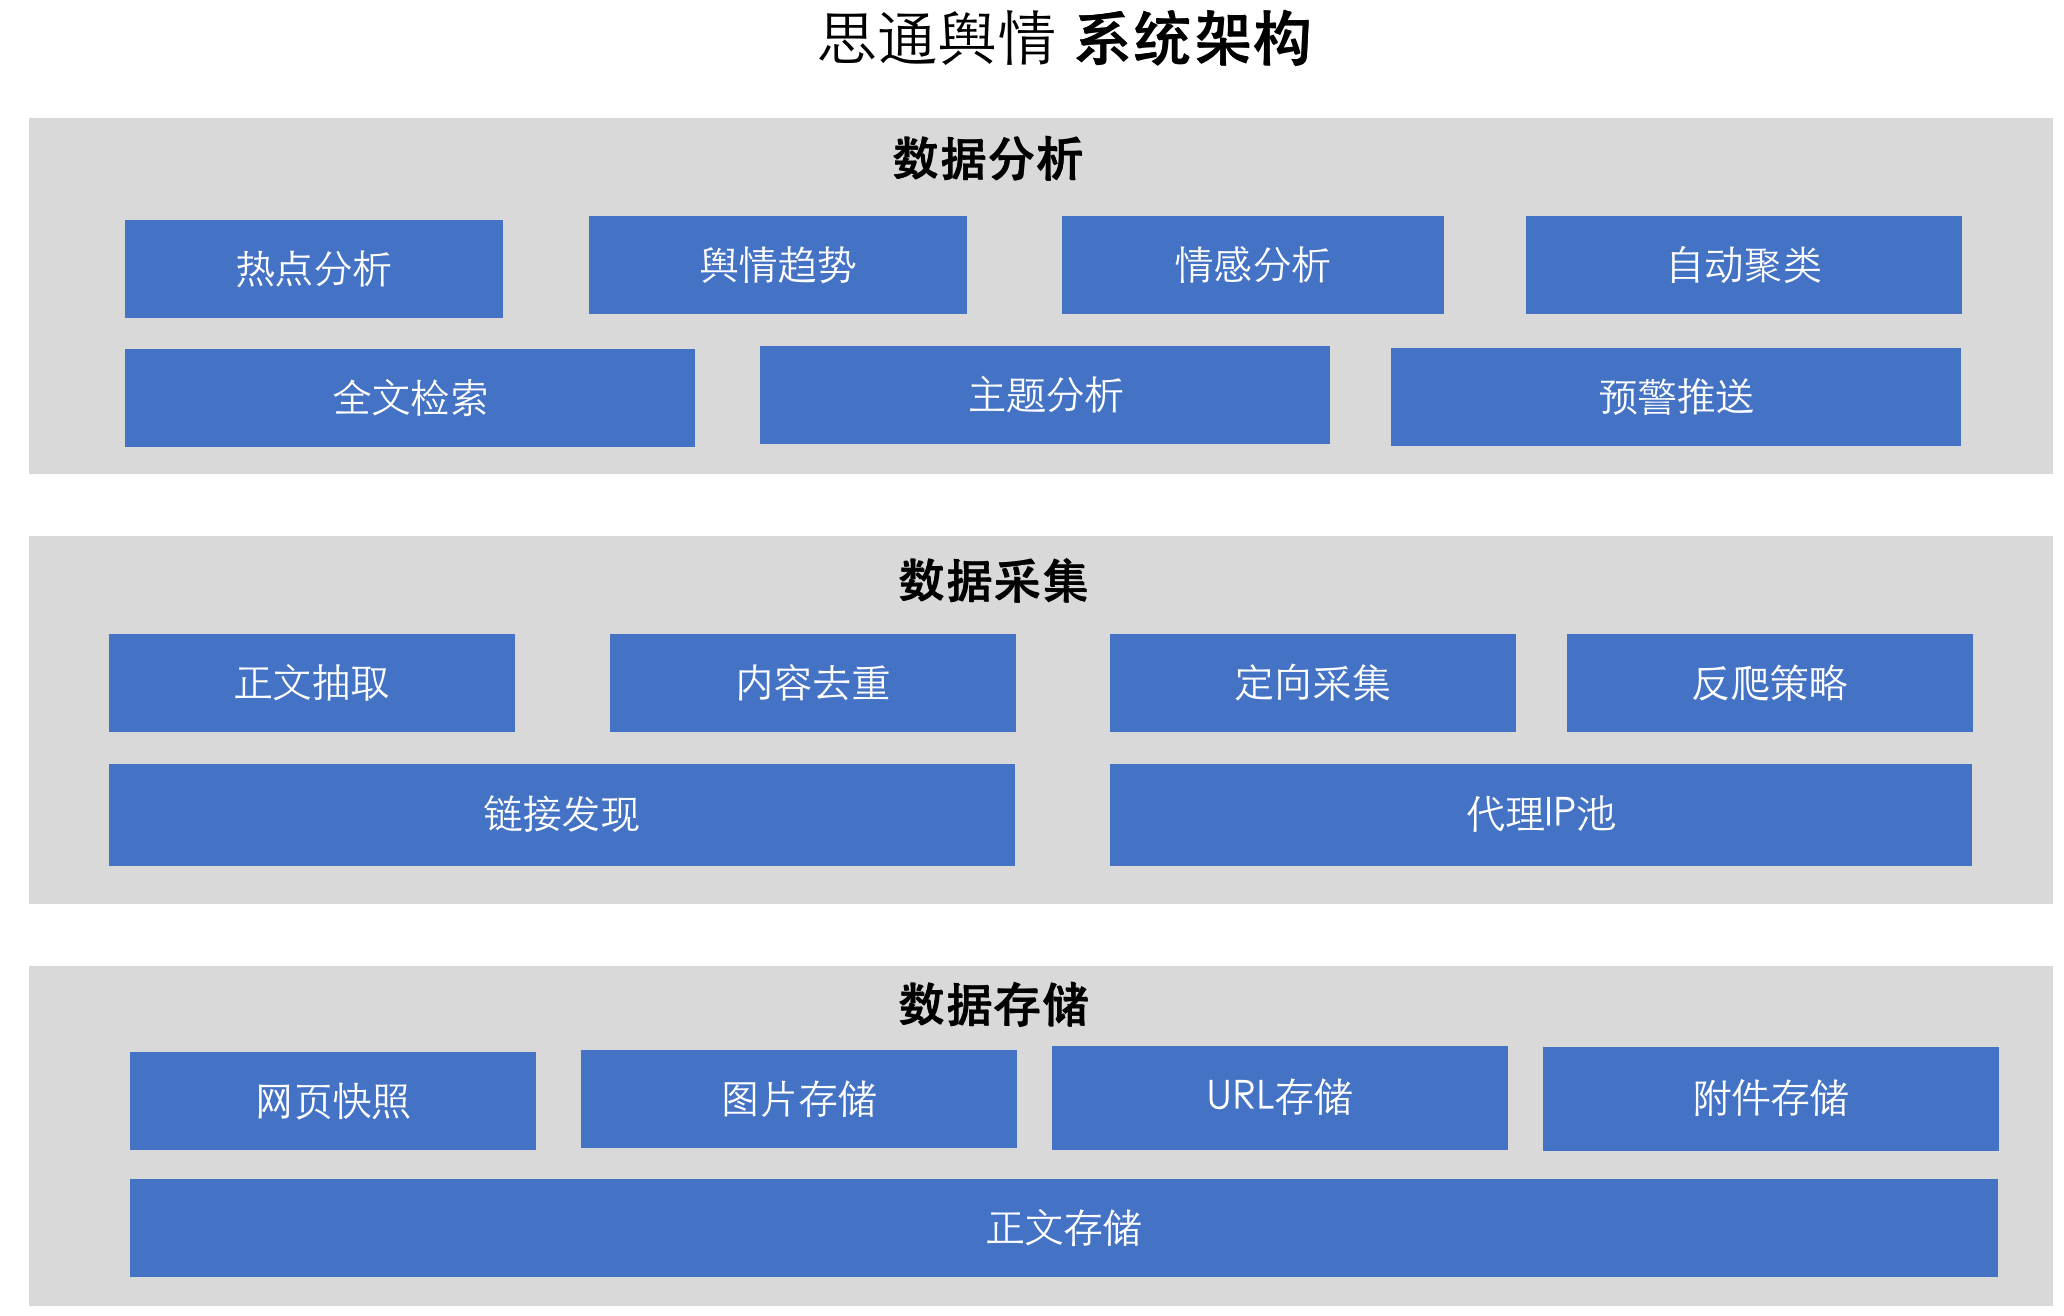 思通舆情 系统架构
数据分析
热点分析
舆情趋势
情感分析
自动聚类
全文检索
主题分析
预警推送
数据采集
正文抽取
内容去重
定向采集
反爬策略
链接发现
代理IP池
数据存储
网页快照
图片存储
URL存储
附件存储
正文存储